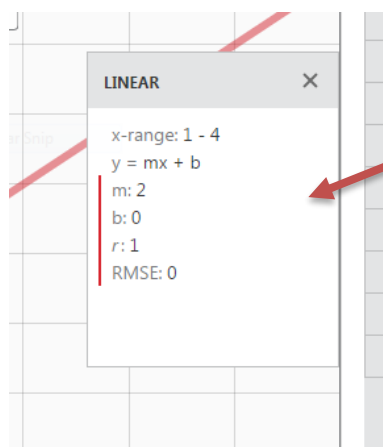 LINEAR ×
x-range: 1 - 4
y = mx + b
m: 2
b: 0
r: 1
RMSE: 0